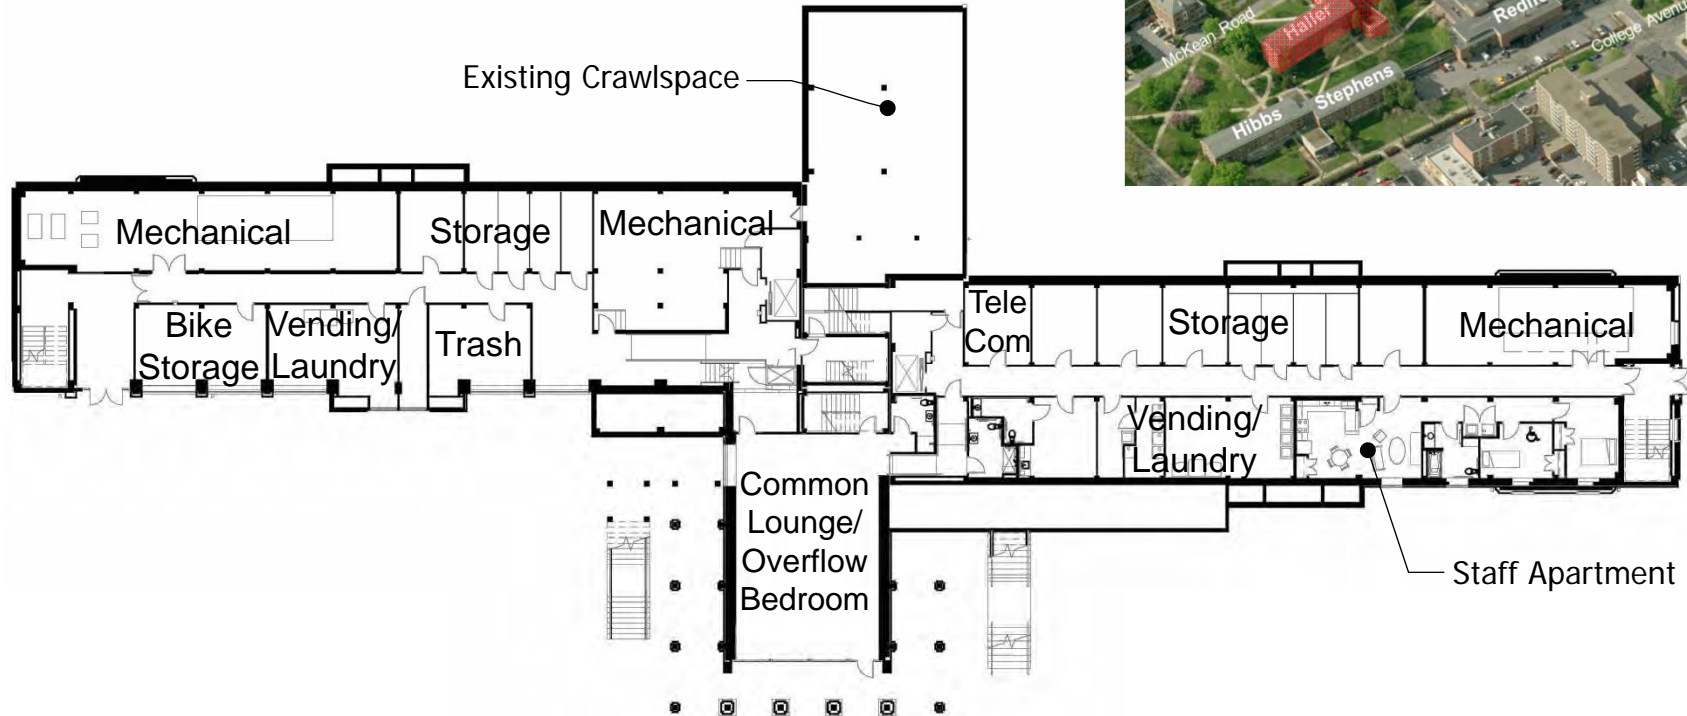 McKean Road
Haller
College Avenue
Stephens
Hibbs
Existing Crawlspace
Mechanical
Storage
Mechanical
Bike
Storage
Vending/
Laundry
Trash
Tele
Com
Storage
Mechanical
Vending/
Laundry
Common
Lounge/
Overflow
Bedroom
Staff Apartment